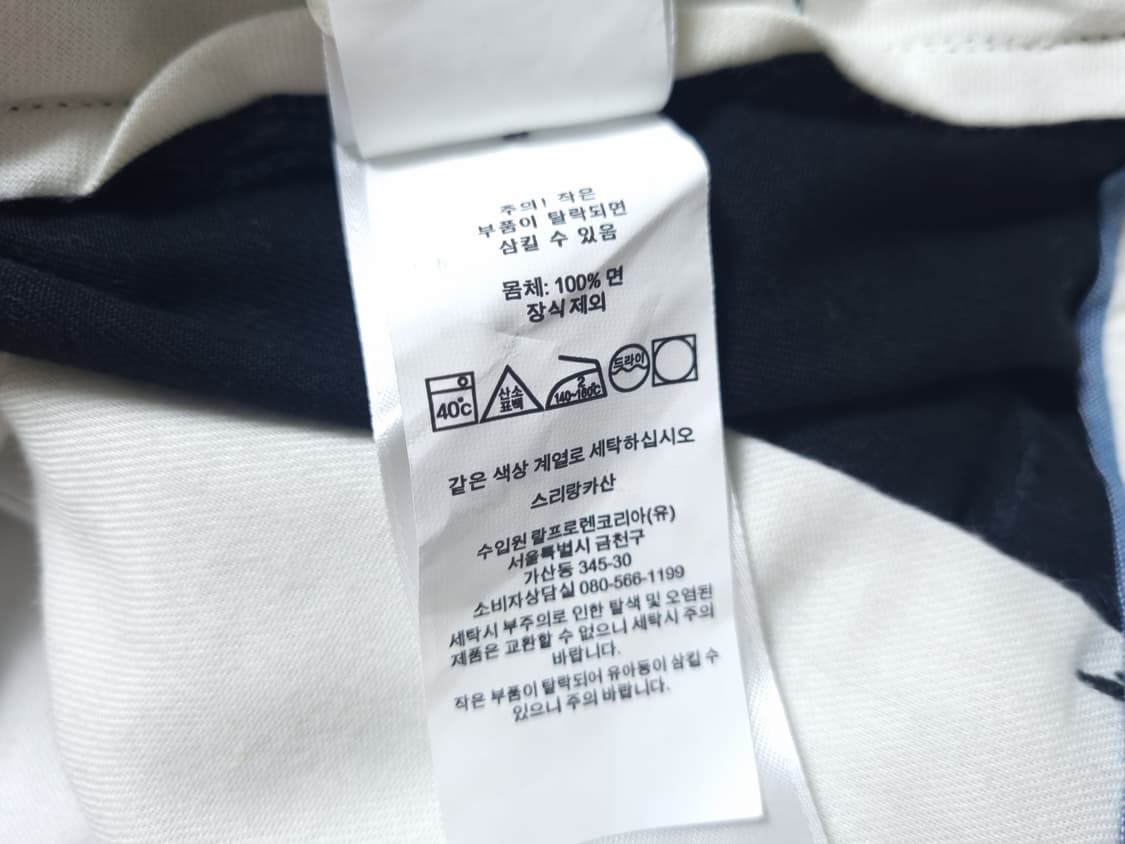 주의! 작은
부품이 탈락되면
삼킬 수 있음
몸체: 100% 면
장식제외
40℃
산소
표백
2
140~160℃
드라이
같은 색상 계열로 세탁하십시오
스리랑카산
수입원 랄프로렌코리아(유)
서울특별시 금천구
가산동 345-30
소비자상담실 080-566-1199
세탁시 부주의로 인한 탈색 및 오염된
제품은 교환할 수 없으니 세탁시 주의
바랍니다.
작은 부품이 탈락되어 유아동이 삼킬 수
있으니 주의 바랍니다.